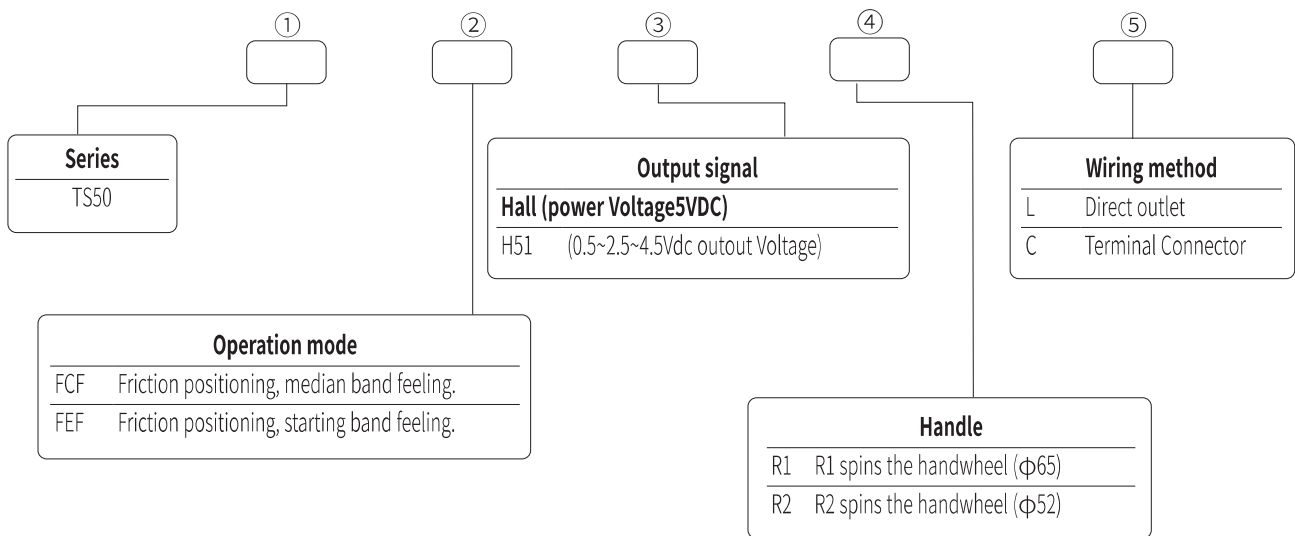 ① ② ③ ④ ⑤
Series
TS50
Output signal
Hall (power Voltage5VDC)
H51 (0.5~2.5~4.5Vdc outout Voltage)
Wiring method
L Direct outlet
C Terminal Connector
Operation mode
FCF Friction positioning, median band feeling.
FEF Friction positioning, starting band feeling.
Handle
R1 R1 spins the handwheel (ϕ65)
R2 R2 spins the handwheel (ϕ52)